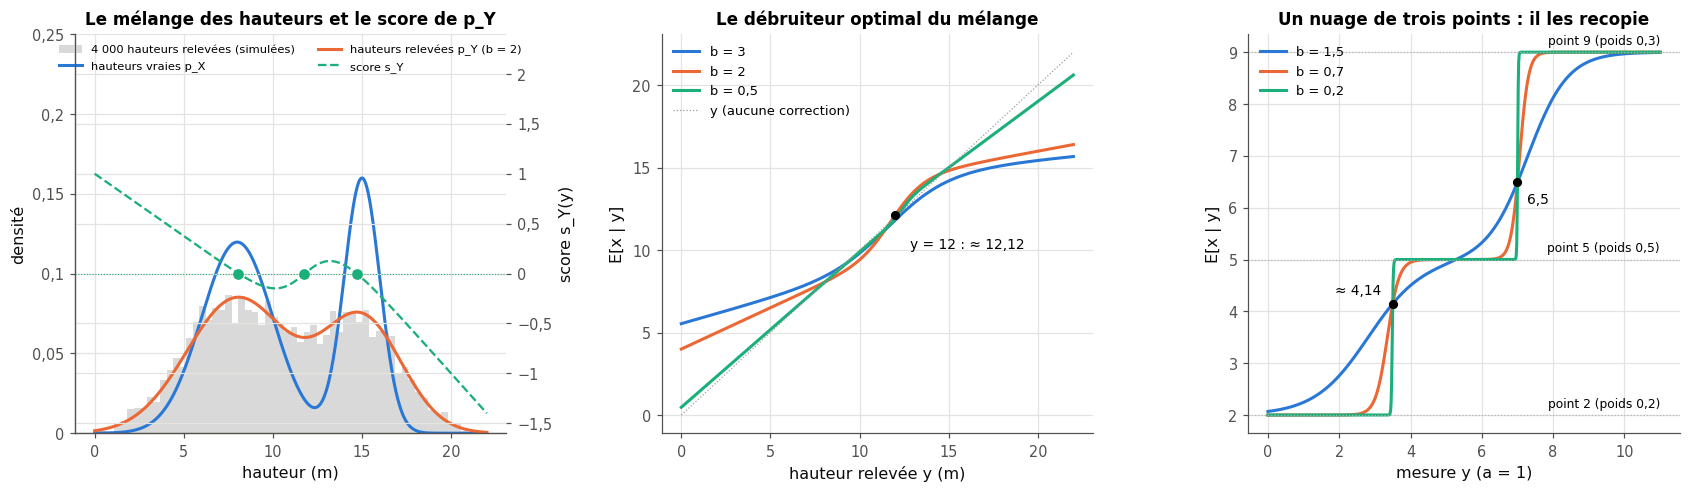 Le mélange des hauteurs et le score de p_Y
4 000 hauteurs relevées (simulées)
hauteurs vraies p_X
hauteurs relevées p_Y (b = 2)
score s_Y
0,25
0,2
0,15
0,1
0,05
0
densité
2
1,5
1
0,5
0
−0,5
−1
−1,5
score s_Y(y)
0 5 10 15 20
hauteur (m)
Le débruiteur optimal du mélange
b = 3
b = 2
b = 0,5
y (aucune correction)
20
15
10
5
0
E[x | y]
y = 12 : ≈ 12,12
0 5 10 15 20
hauteur relevée y (m)
Un nuage de trois points : il les recopie
b = 1,5
b = 0,7
b = 0,2
point 9 (poids 0,3)
6,5
point 5 (poids 0,5)
≈ 4,14
point 2 (poids 0,2)
9
8
7
6
5
4
3
2
E[x | y]
0 2 4 6 8 10
mesure y (a = 1)